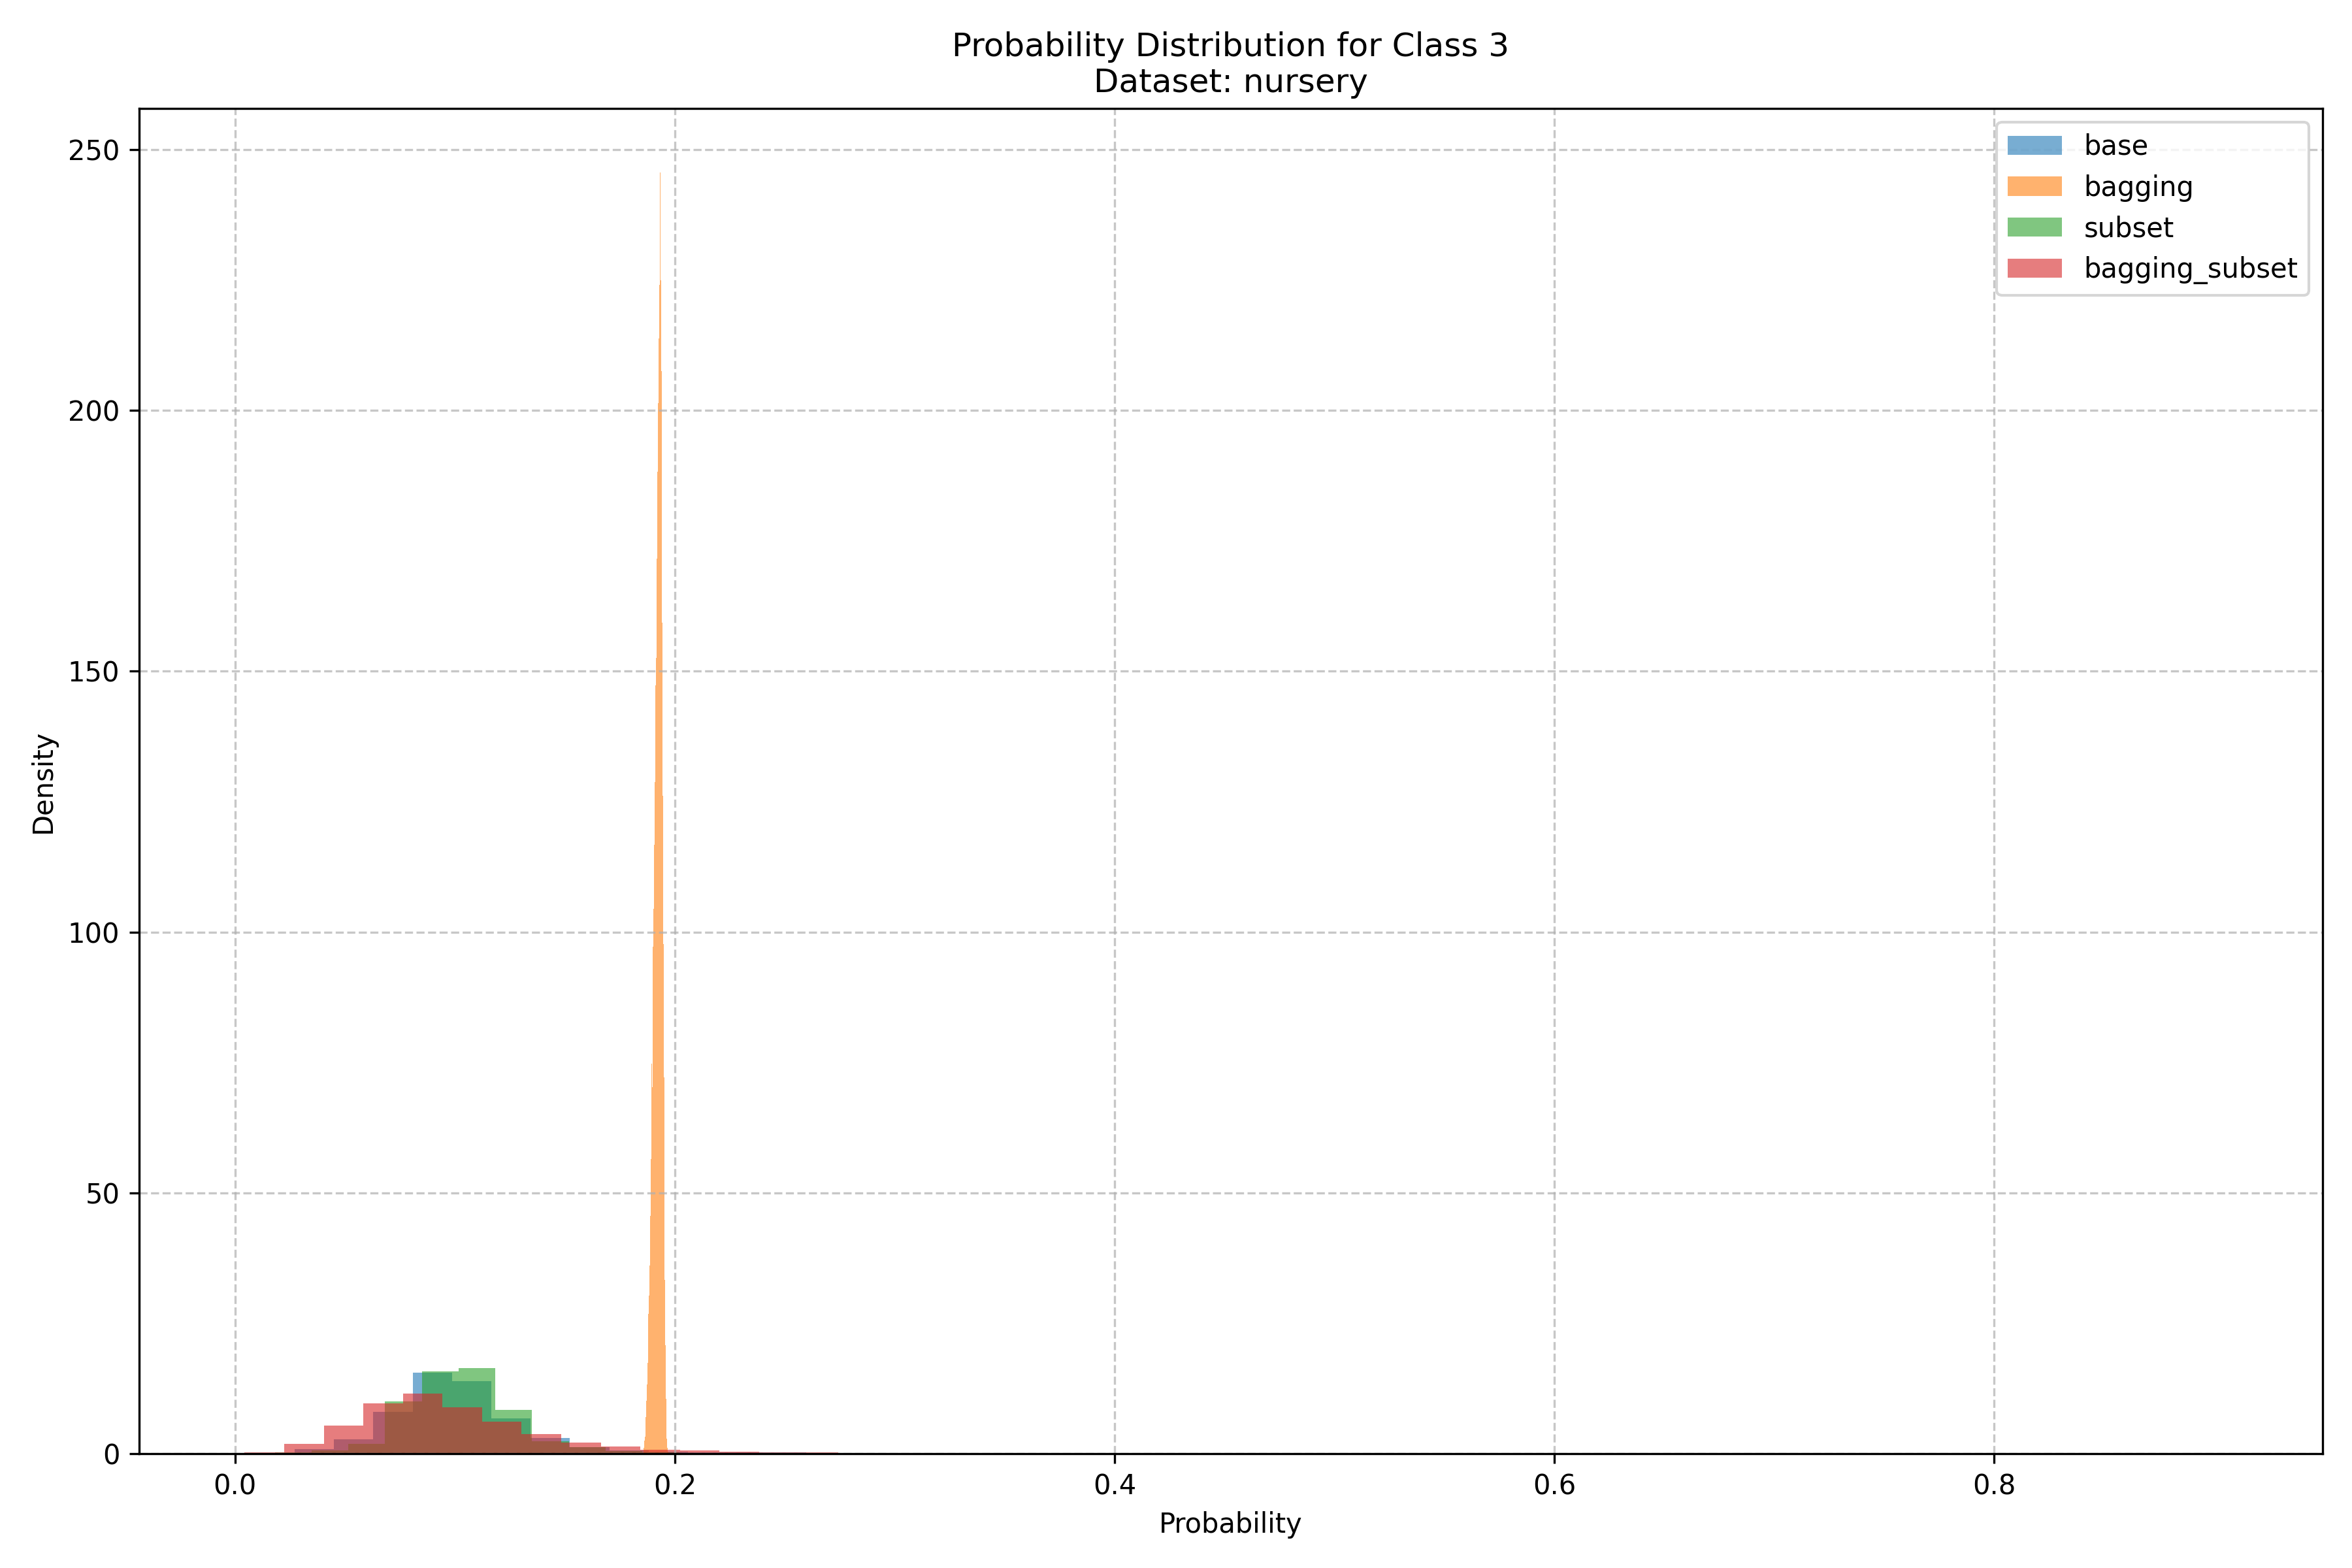 Probability Distribution for Class 3
Dataset: nursery
base
bagging
subset
bagging_subset
250
200
150
100
50
0
Density
0.0
0.2
0.4
0.6
0.8
Probability